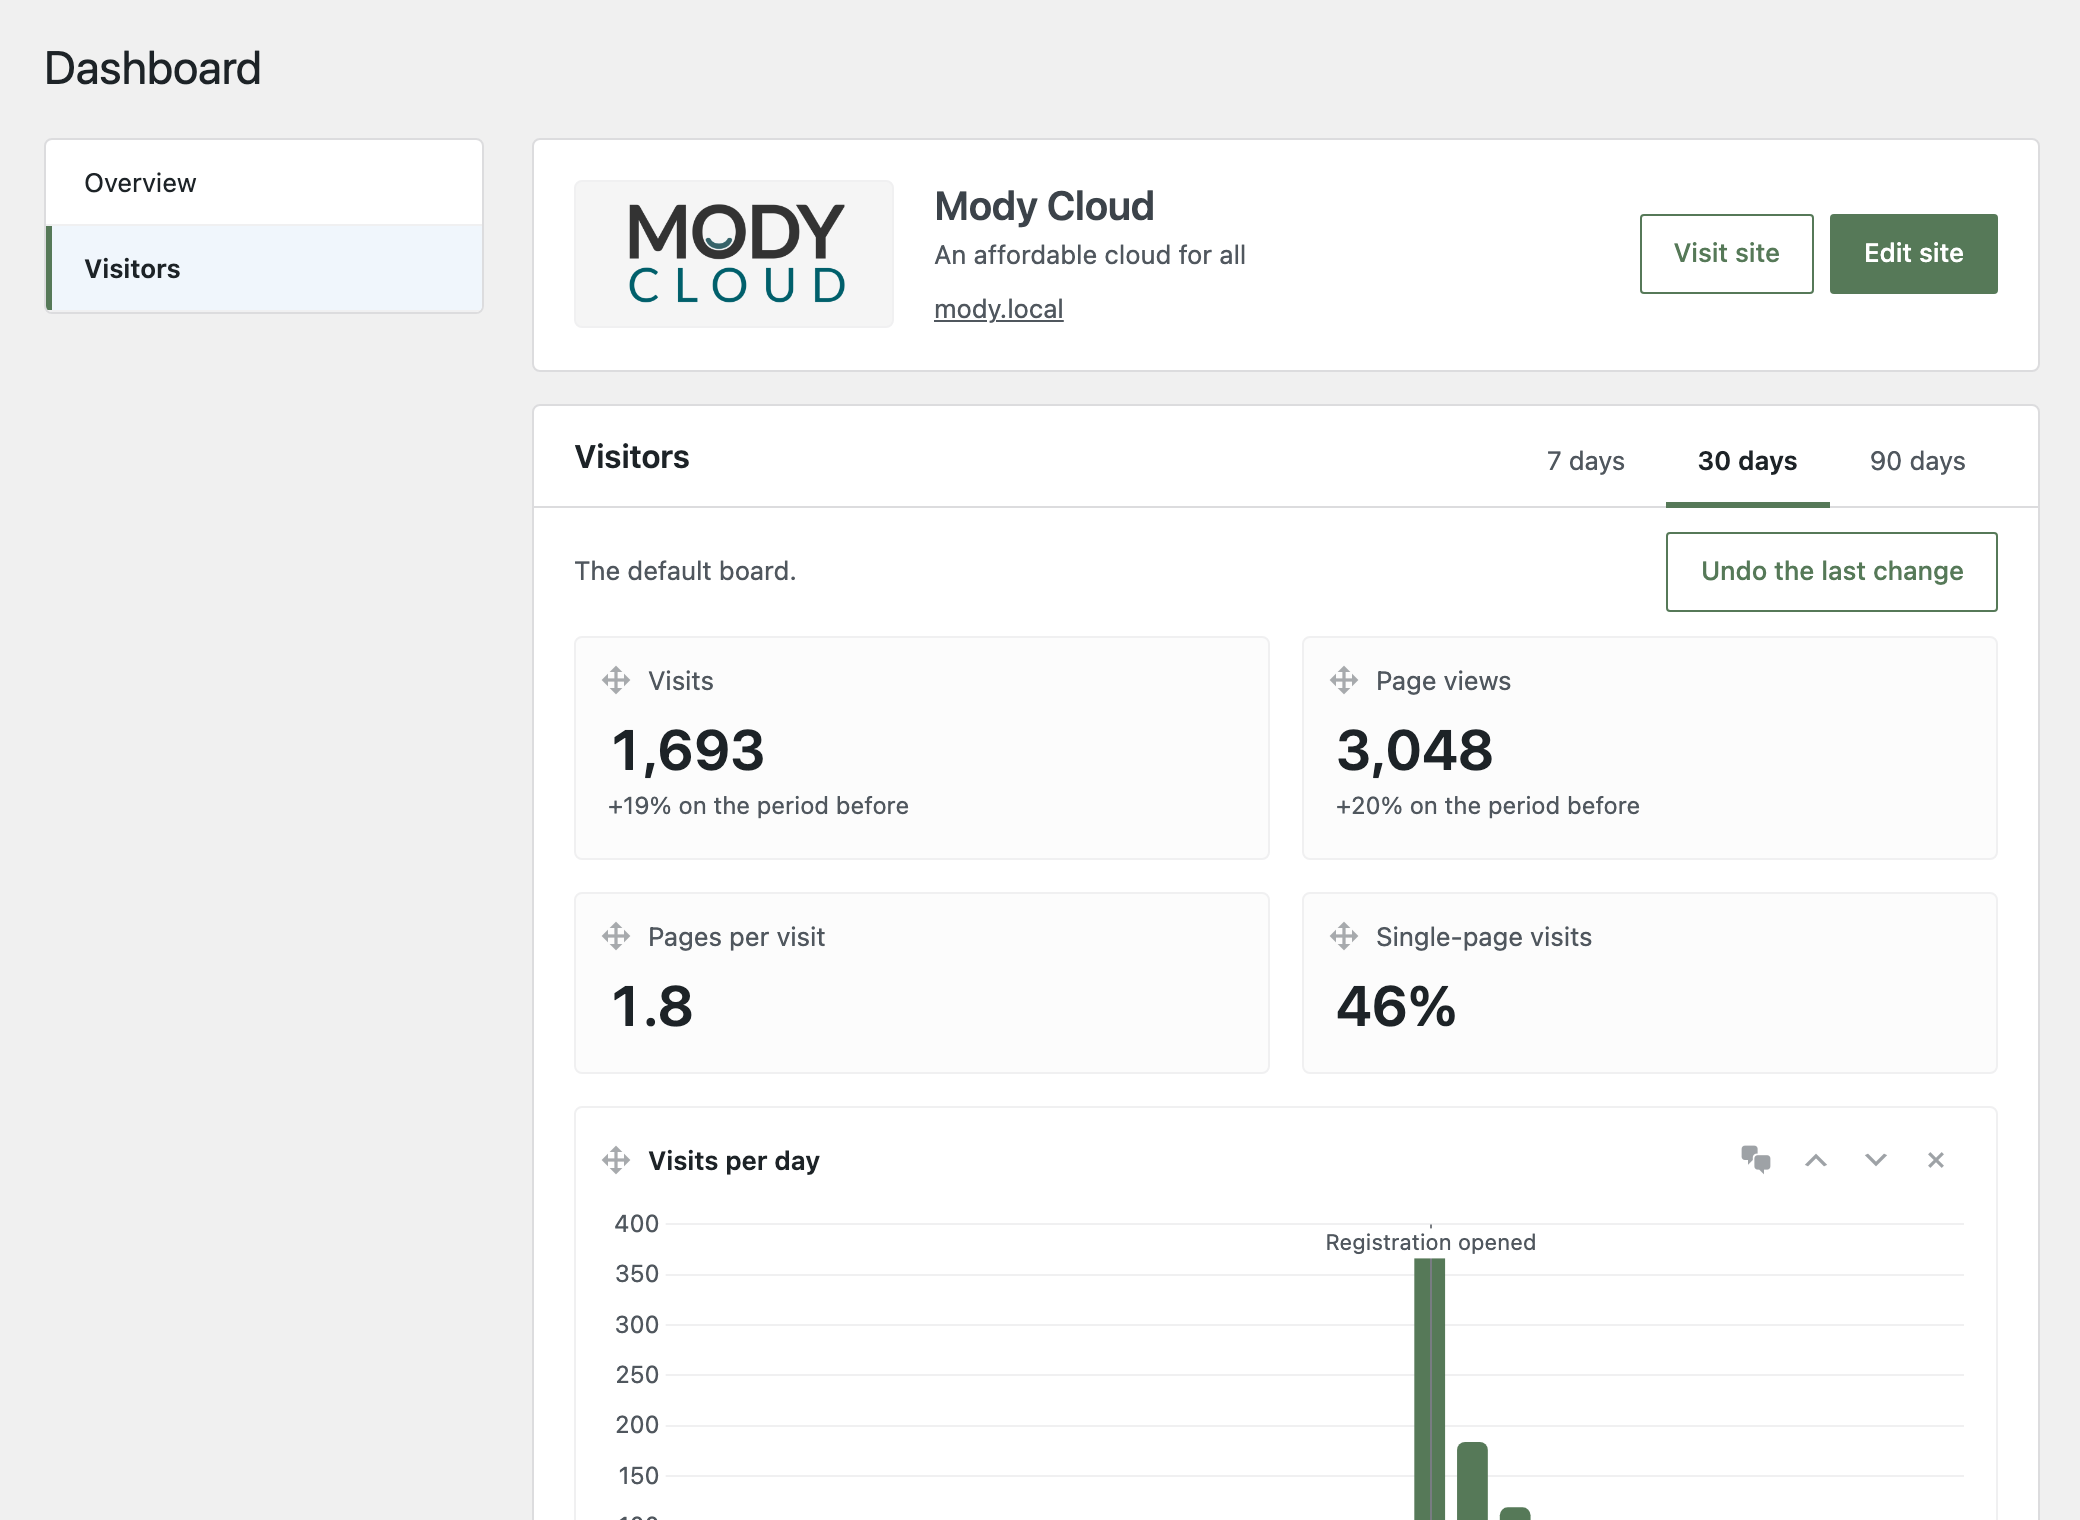 Dashboard
Overview
Visitors
MODY
CLOUD
Mody Cloud
An affordable cloud for all
mody.local
Visit site
Edit site
Visitors
7 days
30 days
90 days
The default board.
Undo the last change
Visits
1,693
+19% on the period before
Page views
3,048
+20% on the period before
Pages per visit
1.8
Single-page visits
46%
Visits per day
400
Registration opened
350
300
250
200
150